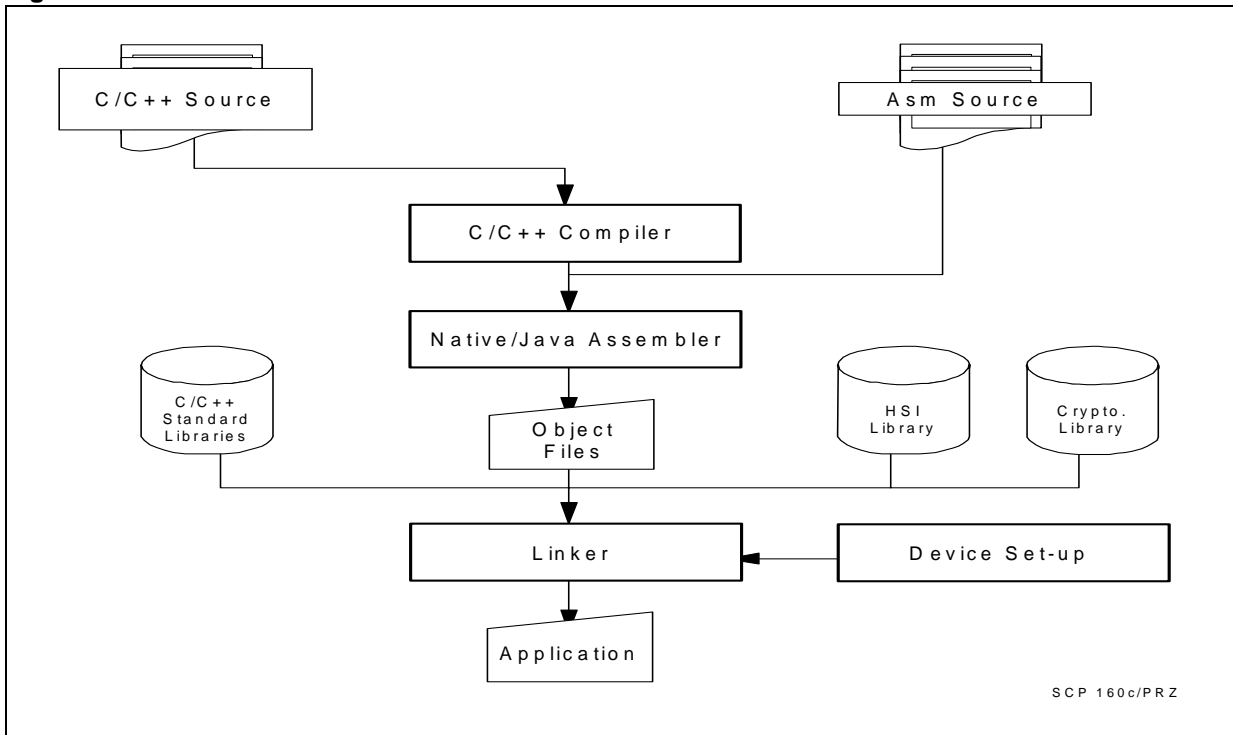 C/C++ Source
Asm Source
C/C++ Compiler
Native/Java Assembler
C/C++
Standard
Libraries
Object
Files
HSI
Library
Crypto.
Library
Linker
Device Set-up
Application
SCP 160c/PRZ